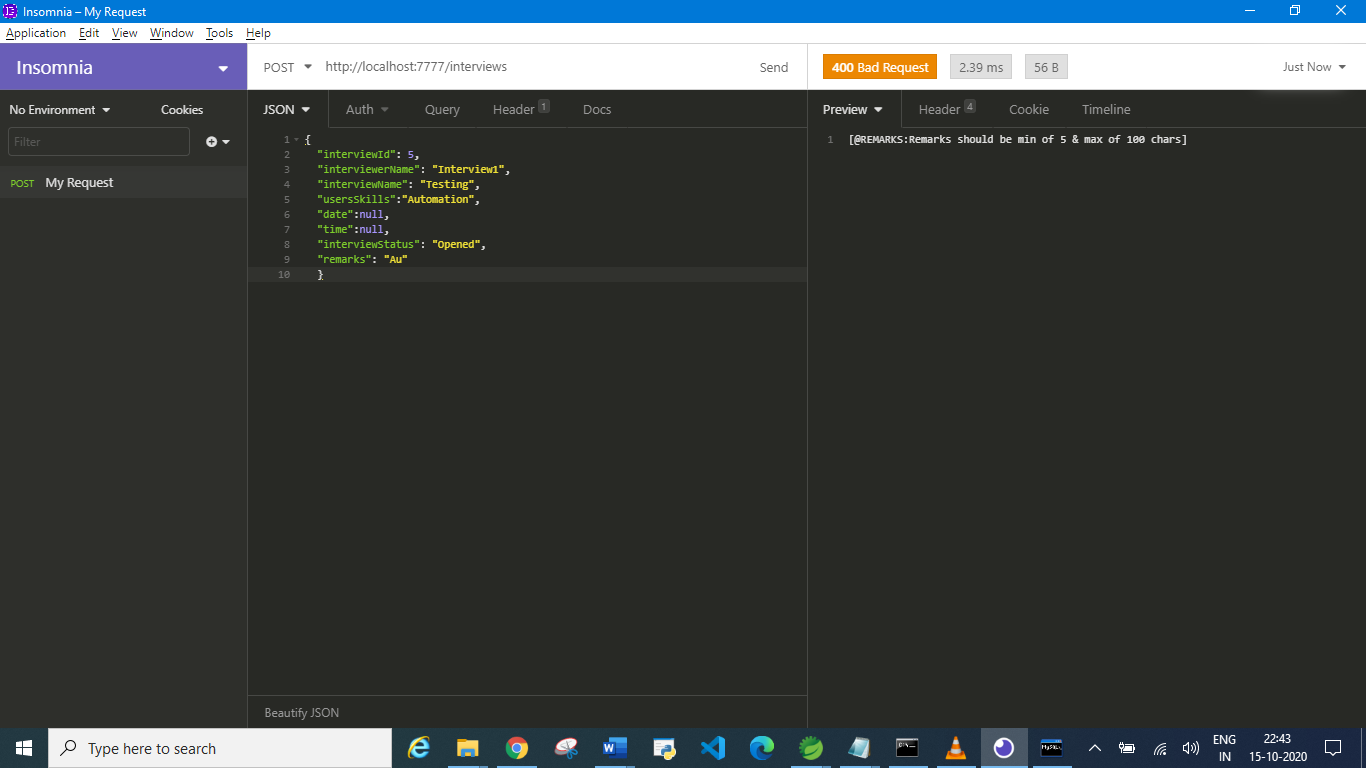 Insomnia – My Request
Application Edit View Window Tools Help
Insomnia
POST http://localhost:7777/interviews Send
400 Bad Request 2.39 ms 56 B Just Now
No Environment Cookies
JSON Auth Query Header 1 Docs
Preview Header 4 Cookie Timeline
Filter
POST My Request
1 {
2 "interviewId": 5,
3 "interviewerName": "Interview1",
4 "interviewName": "Testing",
5 "usersSkills":"Automation",
6 "date":null,
7 "time":null,
8 "interviewStatus": "Opened",
9 "remarks": "Au"
10 }
1 [@REMARKS:Remarks should be min of 5 & max of 100 chars]
Beautify JSON
Type here to search
ENG
IN
22:43
15-10-2020